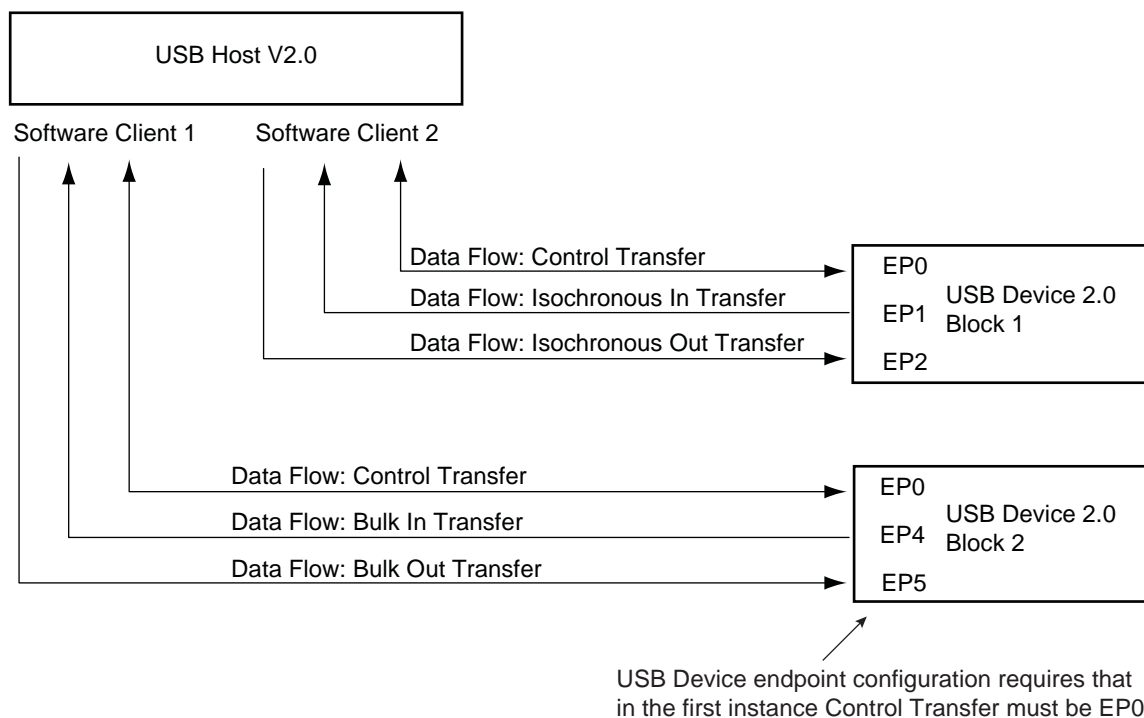 USB Host V2.0
Software Client 1
Software Client 2
Data Flow: Control Transfer
Data Flow: Isochronous In Transfer
Data Flow: Isochronous Out Transfer
EP0
EP1
EP2
USB Device 2.0
Block 1
Data Flow: Control Transfer
Data Flow: Bulk In Transfer
Data Flow: Bulk Out Transfer
EP0
EP4
EP5
USB Device 2.0
Block 2
USB Device endpoint configuration requires that
in the first instance Control Transfer must be EP0